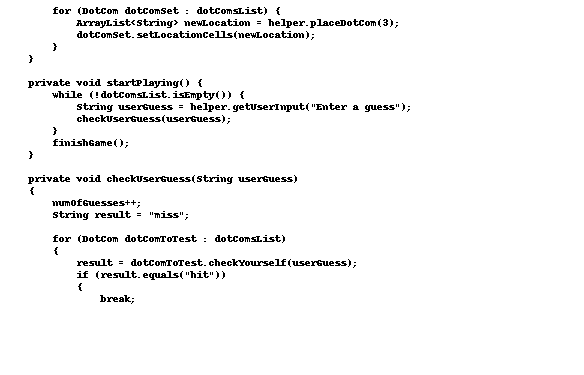 for (DotCom dotComSet : dotComsList) {
ArrayList<String> newLocation = helper.placeDotCom(3);
dotComSet.setLocationCells(newLocation);
}
}
private void startPlaying() {
while (!dotComsList.isEmpty()) {
String userGuess = helper.getUserInput("Enter a guess");
checkUserGuess(userGuess);
}
finishGame();
}
private void checkUserGuess(String userGuess)
{
numOfGuesses++;
String result = "miss";
for (DotCom dotComToTest : dotComsList)
{
result = dotComToTest.checkYourself(userGuess);
if (result.equals("hit"))
{
break;